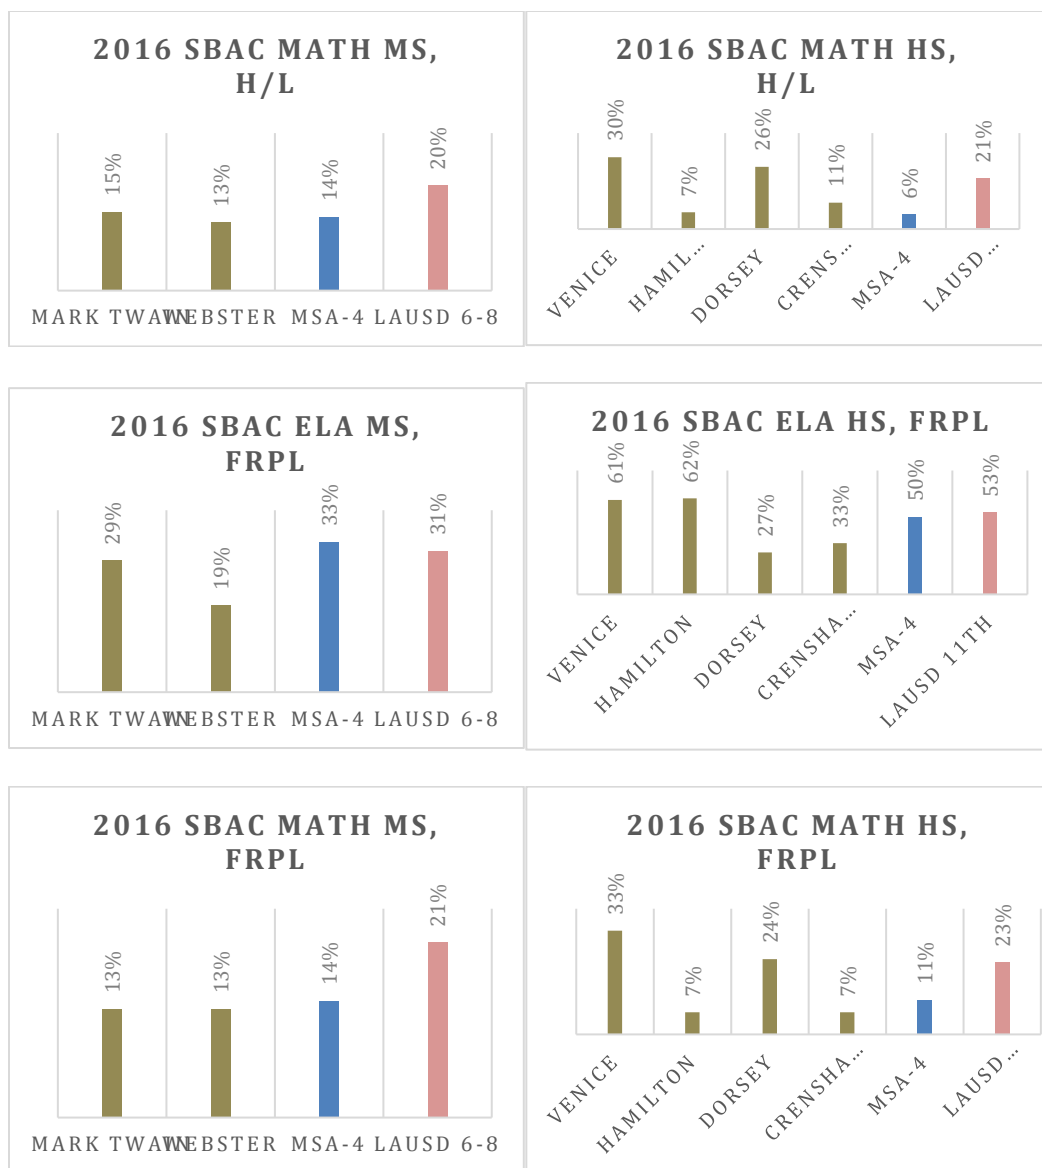 2016 SBAC MATH MS,
H/L
15%
13%
14%
20%
MARK TWAIN WEBSTER MSA-4 LAUSD 6-8
2016 SBAC MATH HS,
H/L
30%
7%
26%
11%
6%
21%
VENICE
HAMIL...
DORSEY
CRENS...
MSA-4
LAUSD...
2016 SBAC ELA MS,
FRPL
29%
19%
33%
31%
MARK TWAIN WEBSTER MSA-4 LAUSD 6-8
2016 SBAC ELA HS, FRPL
61%
62%
27%
33%
50%
53%
VENICE
HAMILTON
DORSEY
CRENSHA...
MSA-4
LAUSD 11TH
2016 SBAC MATH MS,
FRPL
13%
13%
14%
21%
MARK TWAIN WEBSTER MSA-4 LAUSD 6-8
2016 SBAC MATH HS,
FRPL
33%
7%
24%
7%
11%
23%
VENICE
HAMILTON
DORSEY
CRENSHA...
MSA-4
LAUSD...